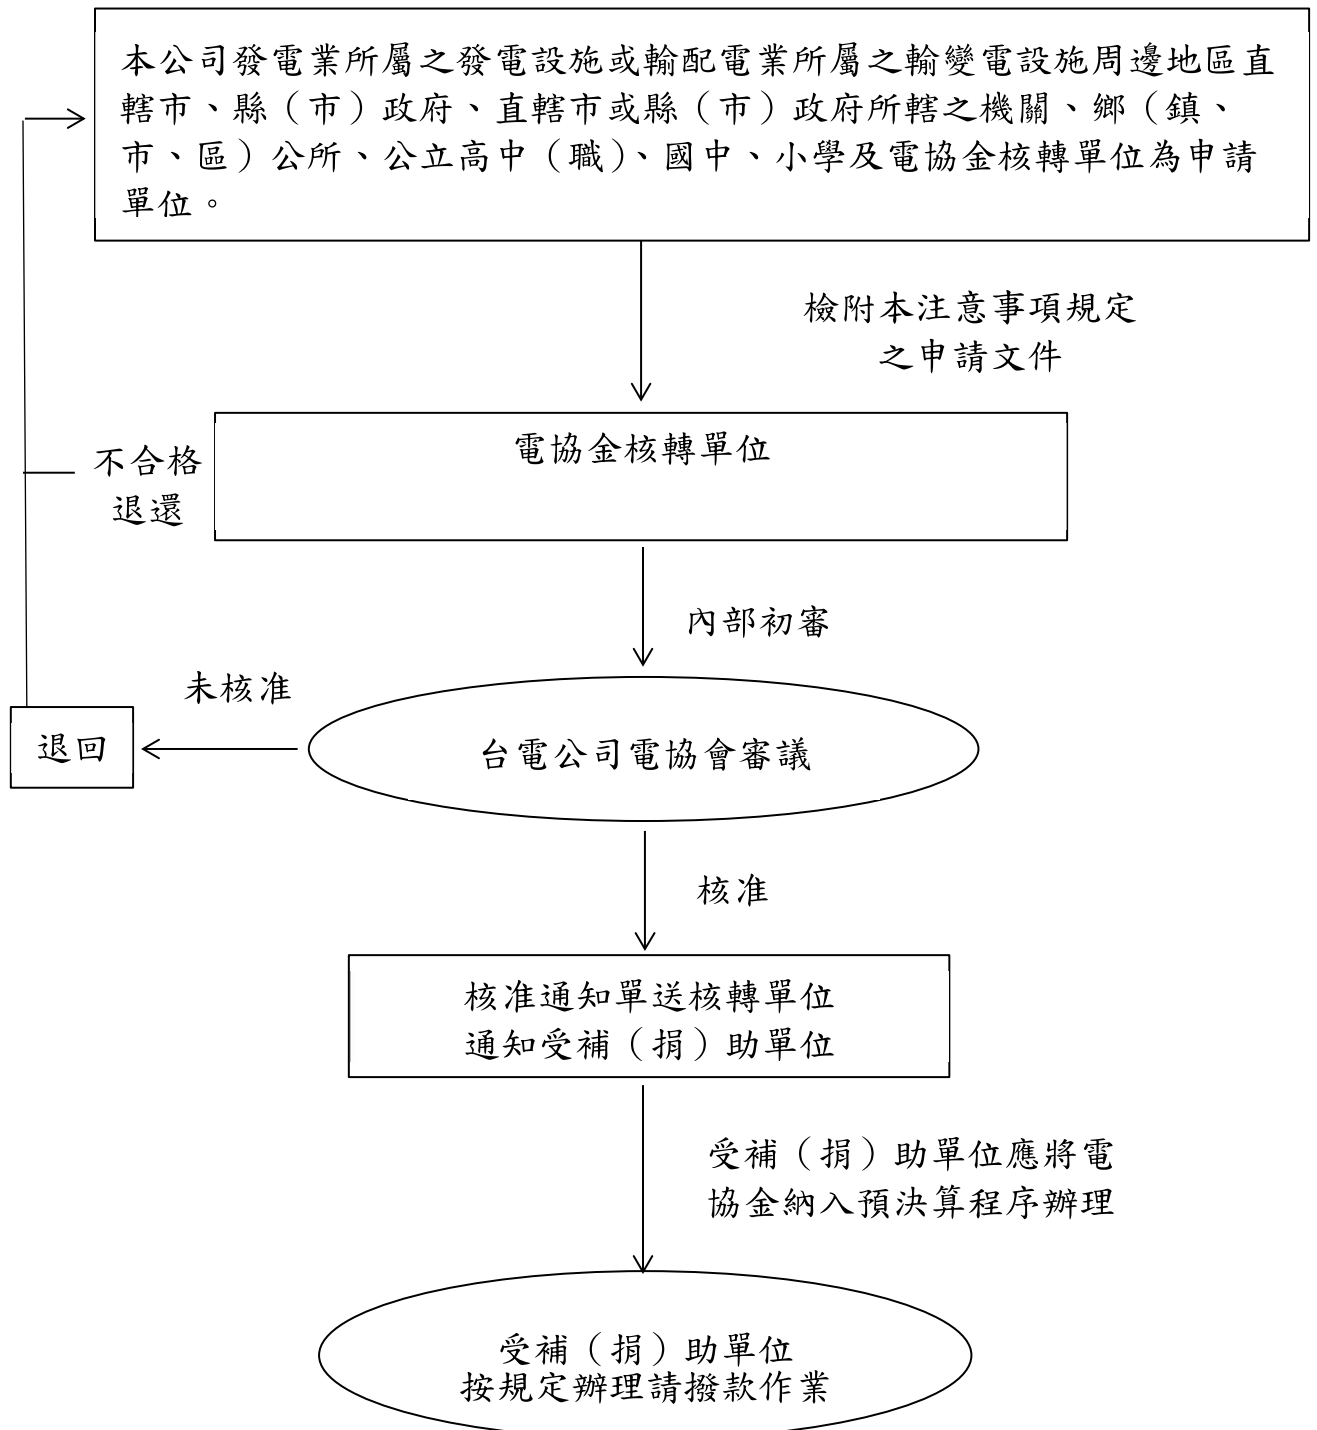 本公司發電業所屬之發電設施或輸配電業所屬之輸變電設施周邊地區直
轄市、縣（市）政府、直轄市或縣（市）政府所轄之機關、鄉（鎮、
市、區）公所、公立高中（職）、國中、小學及電協金核轉單位為申請
單位。
檢附本注意事項規定
之申請文件
電協金核轉單位
不合格
退還
內部初審
未核准
退回
台電公司電協會審議
核准
核准通知單送核轉單位
通知受補（捐）助單位
受補（捐）助單位應將電
協金納入預決算程序辦理
受補（捐）助單位
按規定辦理請撥款作業